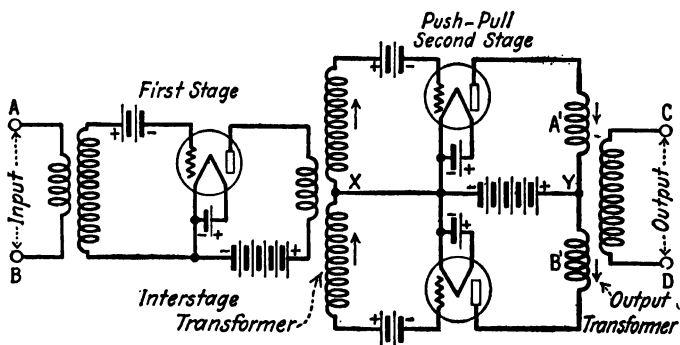 Push-Pull
Second Stage
First Stage
A
Input
B
+ -
- +
- +
Interstage
Transformer
+ -
- +
X
- +
Y
- +
+ -
A'
B'
C
Output
D
Output
Transformer